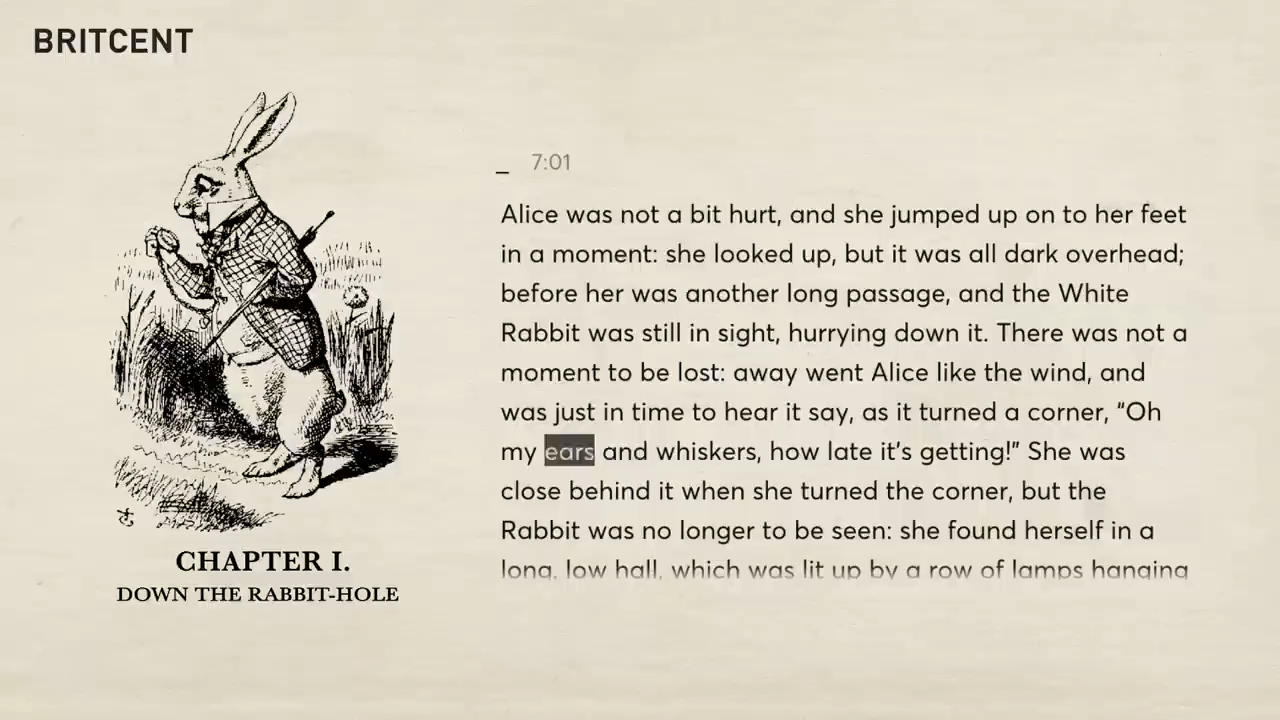 BRITCENT
7:01
Alice was not a bit hurt, and she jumped up on to her feet
in a moment: she looked up, but it was all dark overhead;
before her was another long passage, and the White
Rabbit was still in sight, hurrying down it. There was not a
moment to be lost: away went Alice like the wind, and
was just in time to hear it say, as it turned a corner, “Oh
my ears and whiskers, how late it’s getting!” She was
close behind it when she turned the corner, but the
Rabbit was no longer to be seen: she found herself in a
long, low hall, which was lit up by a row of lamps hanging
CHAPTER I.
DOWN THE RABBIT-HOLE